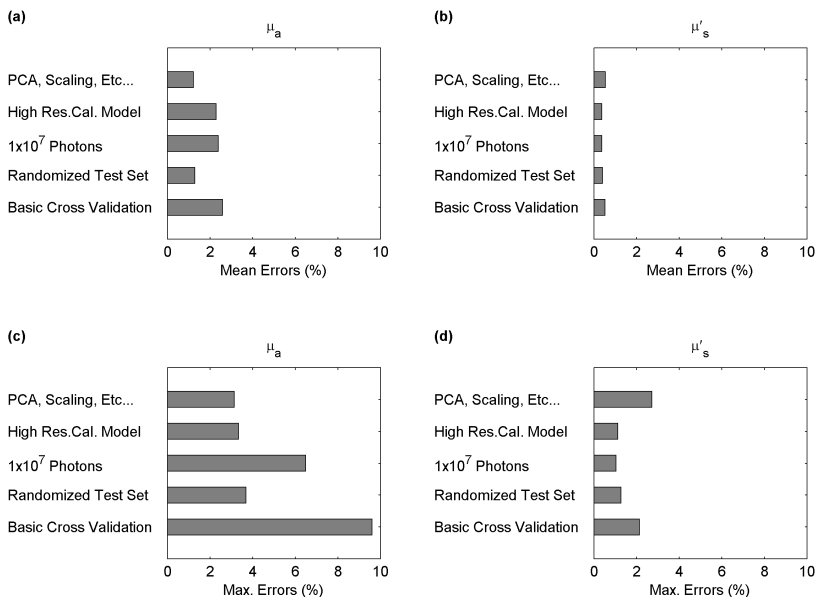 (a)
μa
PCA, Scaling, Etc...
High Res.Cal. Model
1x10^7 Photons
Randomized Test Set
Basic Cross Validation
0 2 4 6 8 10
Mean Errors (%)
(b)
μ′s
PCA, Scaling, Etc...
High Res.Cal. Model
1x10^7 Photons
Randomized Test Set
Basic Cross Validation
0 2 4 6 8 10
Mean Errors (%)
(c)
μa
PCA, Scaling, Etc...
High Res.Cal. Model
1x10^7 Photons
Randomized Test Set
Basic Cross Validation
0 2 4 6 8 10
Max. Errors (%)
(d)
μ′s
PCA, Scaling, Etc...
High Res.Cal. Model
1x10^7 Photons
Randomized Test Set
Basic Cross Validation
0 2 4 6 8 10
Max. Errors (%)